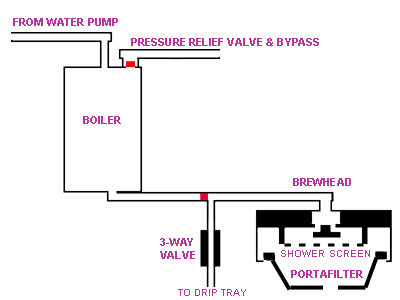 FROM WATER PUMP
PRESSURE RELIEF VALVE & BYPASS
BOILER
BREWHEAD
3-WAY
VALVE
SHOWER SCREEN
PORTAFILTER
TO DRIP TRAY